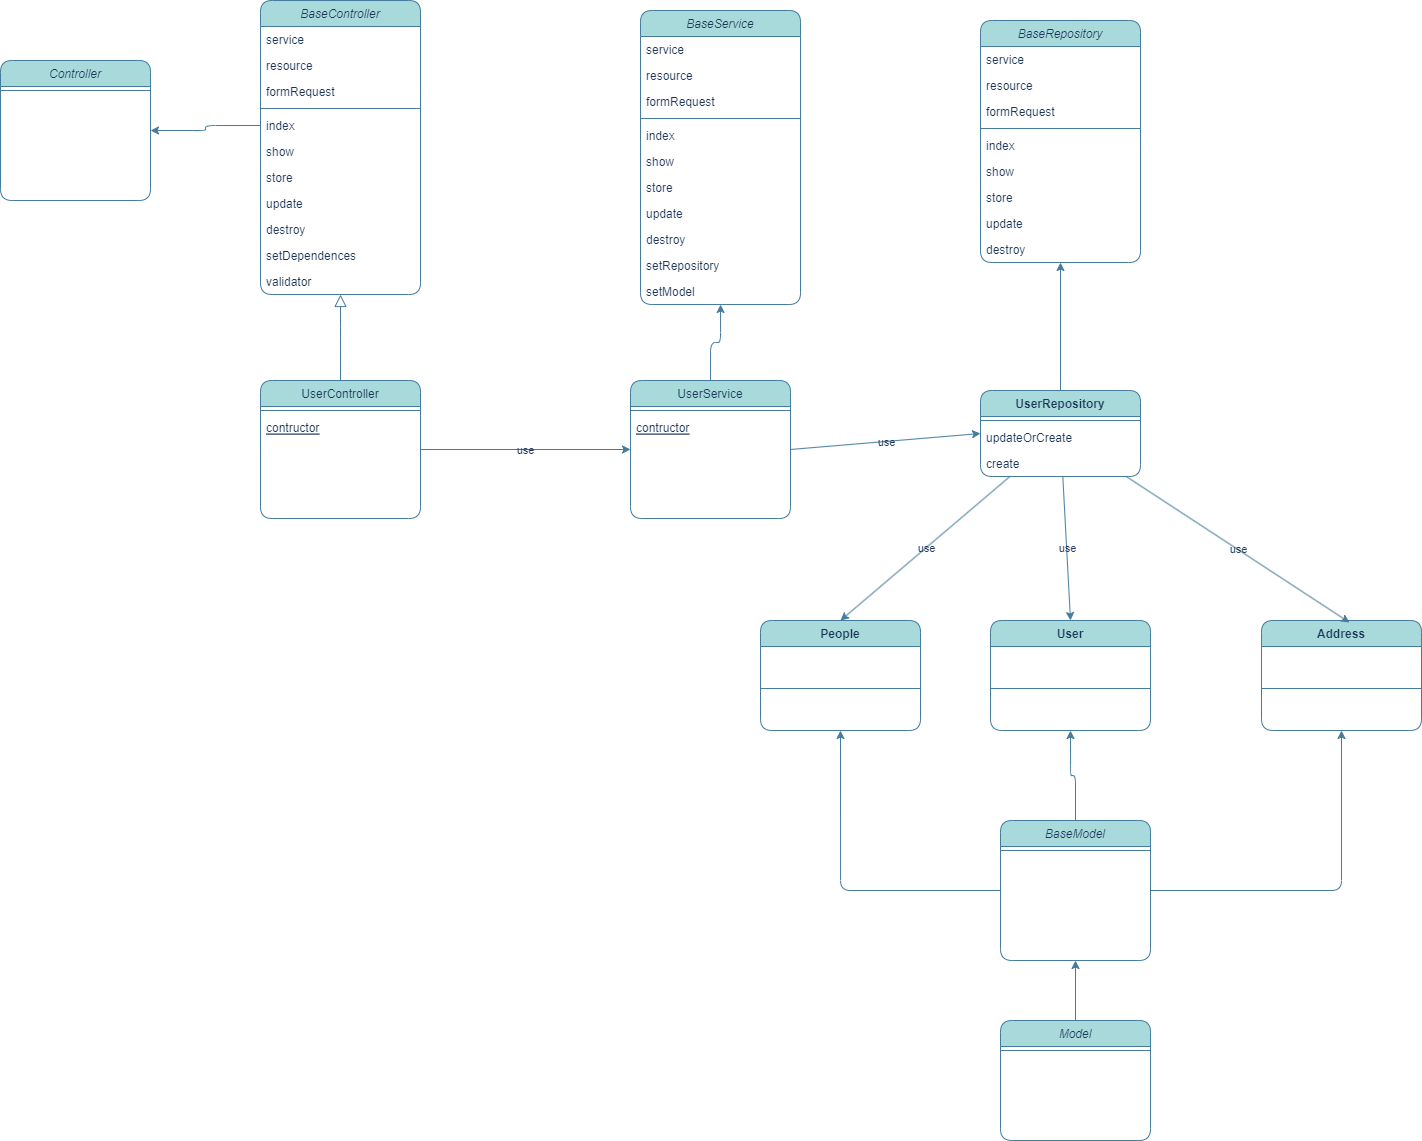 BaseController
service
resource
formRequest
index
show
store
update
destroy
setDependences
validator
BaseService
service
resource
formRequest
index
show
store
update
destroy
setRepository
setModel
BaseRepository
service
resource
formRequest
index
show
store
update
destroy
Controller
UserController
contructor
use
UserService
contructor
use
UserRepository
updateOrCreate
create
use
use
use
People
User
Address
BaseModel
Model